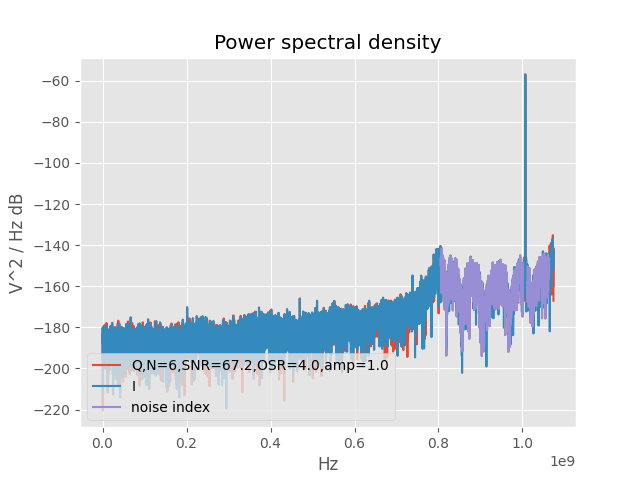 Power spectral density
V^2 / Hz dB
−60
−80
−100
−120
−140
−160
−180
−200
−220
Q,N=6,SNR=67.2,OSR=4.0,amp=1.0
I
noise index
0.0
0.2
0.4
0.6
0.8
1.0
1e9
Hz